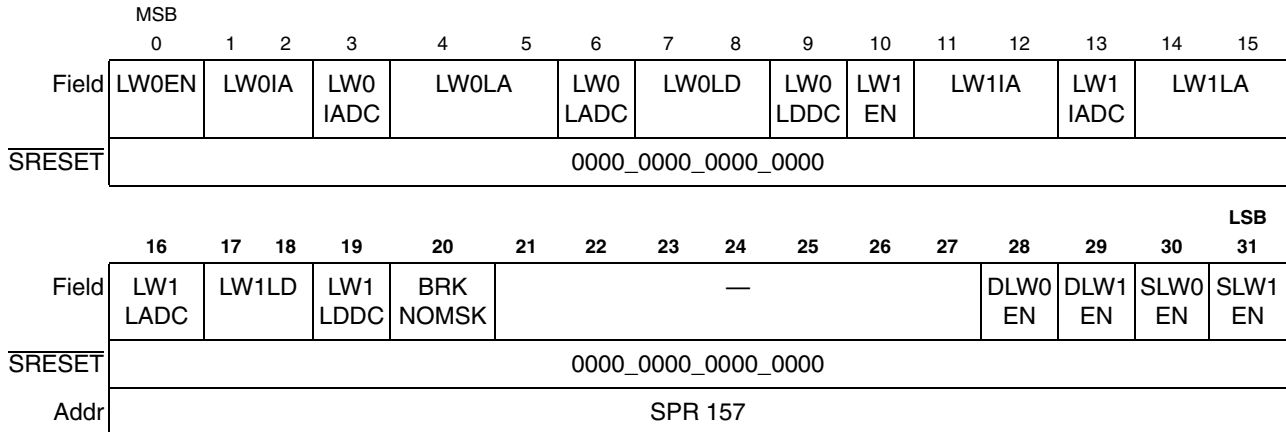 MSB
0 1 2 3 4 5 6 7 8 9 10 11 12 13 14 15
Field LW0EN LW0IA LW0 LW0LA LW0 LW0LD LW0 LW1 LW1IA LW1 LW1LA
IADC LADC LDDC EN IADC
SRESET 0000_0000_0000_0000
LSB
16 17 18 19 20 21 22 23 24 25 26 27 28 29 30 31
Field LW1 LW1LD LW1 BRK — DLW0 DLW1 SLW0 SLW1
LADC LDDC NOMSK EN EN EN EN
SRESET 0000_0000_0000_0000
Addr SPR 157